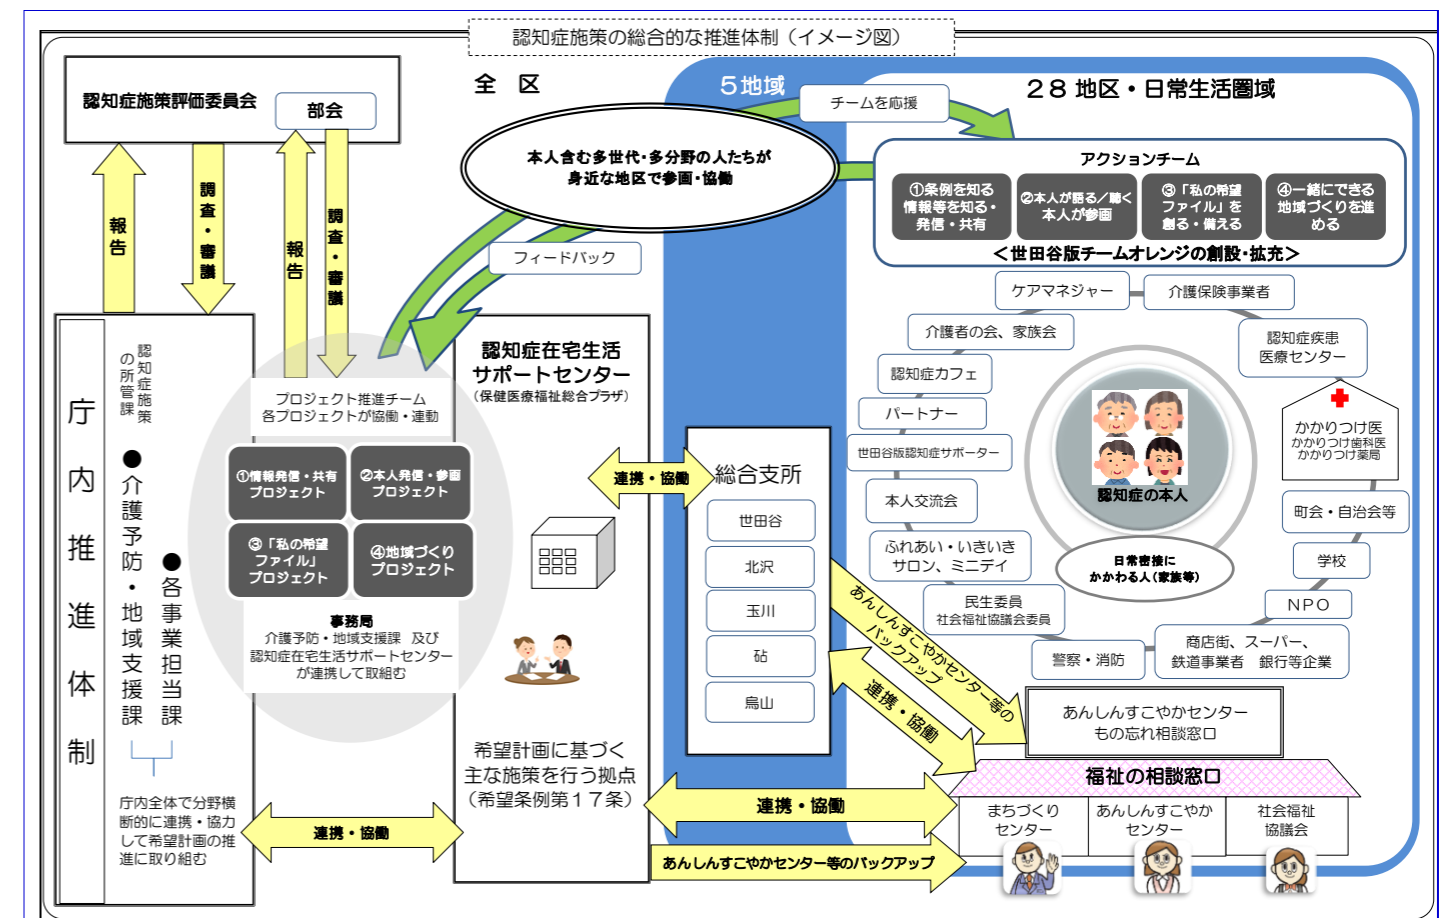 認知症施策の総合的な推進体制（イメージ図）
認知症施策評価委員会
部会
全　区
５地域
２８ 地区・日常生活圏域
チームを応援
本人含む多世代・多分野の人たちが
身近な地区で参画・協働
フィードバック
アクションチーム
①条例を知る
情報等を知る・
発信・共有
②本人が語る／聴く
本人が参画
③「私の希望
ファイル」を
創る・備える
④一緒にできる
地域づくりを進
める
＜世田谷版チームオレンジの創設・拡充＞
報告
調査・審議
報告
調査・審議
庁内推進体制
認知症施策
の所管課
●介護予防・地域支援課
●各事業担当課
庁内全体で分野横
断的に連携・協力
して希望計画の推
進に取り組む
プロジェクト推進チーム
各プロジェクトが協働・連動
①情報発信・共有
プロジェクト
②本人発信・参画
プロジェクト
③「私の希望
ファイル」
プロジェクト
④地域づくり
プロジェクト
事務局
介護予防・地域支援課　及び
認知症在宅生活サポートセンター
が連携して取組む
連携・協働
認知症在宅生活
サポートセンター
（保健医療福祉総合プラザ）
希望計画に基づく
主な施策を行う拠点
（希望条例第１７条）
連携・協働
総合支所
世田谷
北沢
玉川
砧
烏山
あんしんすこやかセンター等の
バックアップ
連携・協働
連携・協働
あんしんすこやかセンター等のバックアップ
ケアマネジャー
介護保険事業者
介護者の会、家族会
認知症疾患
医療センター
認知症カフェ
パートナー
世田谷版認知症サポーター
本人交流会
ふれあい・いきいき
サロン、ミニデイ
民生委員
社会福祉協議会委員
警察・消防
かかりつけ医
かかりつけ歯科医
かかりつけ薬局
町会・自治会等
学校
ＮＰＯ
商店街、スーパー、
鉄道事業者　銀行等企業
認知症の本人
日常密接に
かかわる人（家族等）
あんしんすこやかセンター
もの忘れ相談窓口
福祉の相談窓口
まちづくり
センター
あんしんすこやか
センター
社会福祉
協議会